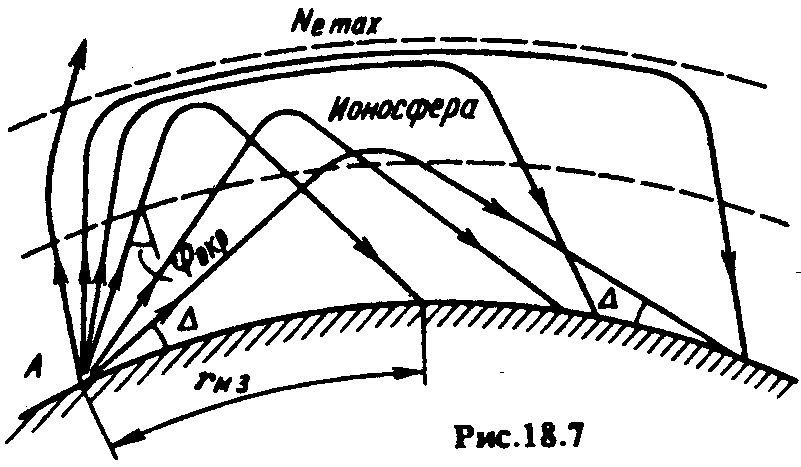 Ne max
Ионосфера
φокр
Δ
Δ
A
rмз
Рис.18.7